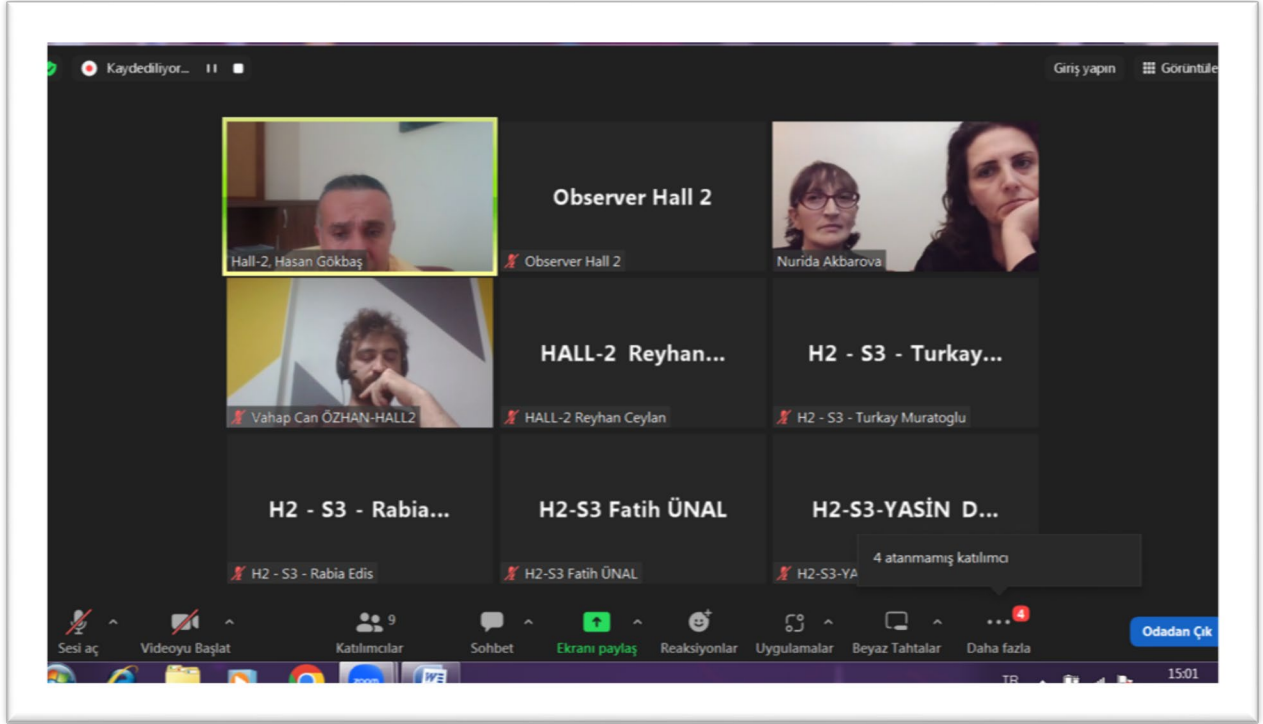 Kaydediliyor...
Giriş yapın
Görüntüle
Hall-2, Hasan Gökbaş
Observer Hall 2
Observer Hall 2
Nurida Akbarova
Vahap Can ÖZHAN-HALL2
HALL-2 Reyhan...
HALL-2 Reyhan Ceylan
H2 - S3 - Turkay...
H2 - S3 - Turkay Muratoglu
H2 - S3 - Rabia...
H2 - S3 - Rabia Edis
H2-S3 Fatih ÜNAL
H2-S3 Fatih ÜNAL
H2-S3-YASİN D...
H2-S3-YA
4 atanmamış katılımcı
Sesi aç
Videoyu Başlat
9
Katılımcılar
Sohbet
Ekranı paylaş
Reaksiyonlar
Uygulamalar
Beyaz Tahtalar
4
Daha fazla
Odadan Çık
zoom
W
TR
15:01